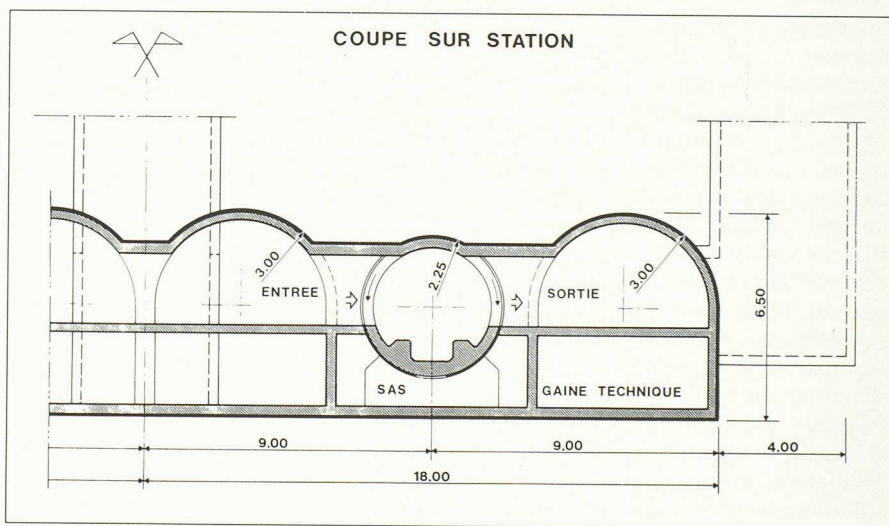 COUPE SUR STATION
3.00
ENTREE
2.25
SORTIE
3.00
6.50
SAS
GAINE TECHNIQUE
9.00
9.00
4.00
18.00